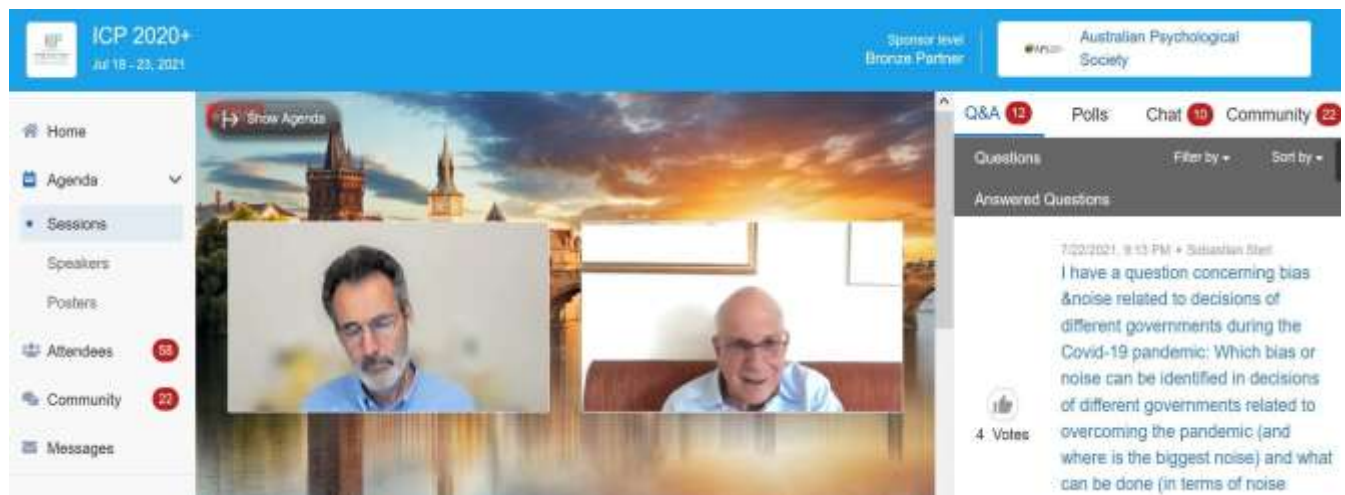 ICP 2020+
Jul 18 - 23, 2021
Sponsor level
Bronze Partner
Australian Psychological
Society
Home
Agenda
Sessions
Speakers
Posters
Attendees 58
Community 22
Messages
Show Agenda
Q&A 12 Polls Chat 10 Community 22
Questions Filter by Sort by
Answered Questions
7/22/2021, 9:13 PM • Sebastian
I have a question concerning bias
&noise related to decisions of
different governments during the
Covid-19 pandemic: Which bias or
noise can be identified in decisions
of different governments related to
overcoming the pandemic (and
where is the biggest noise) and what
can be done (in terms of noise
4 Votes